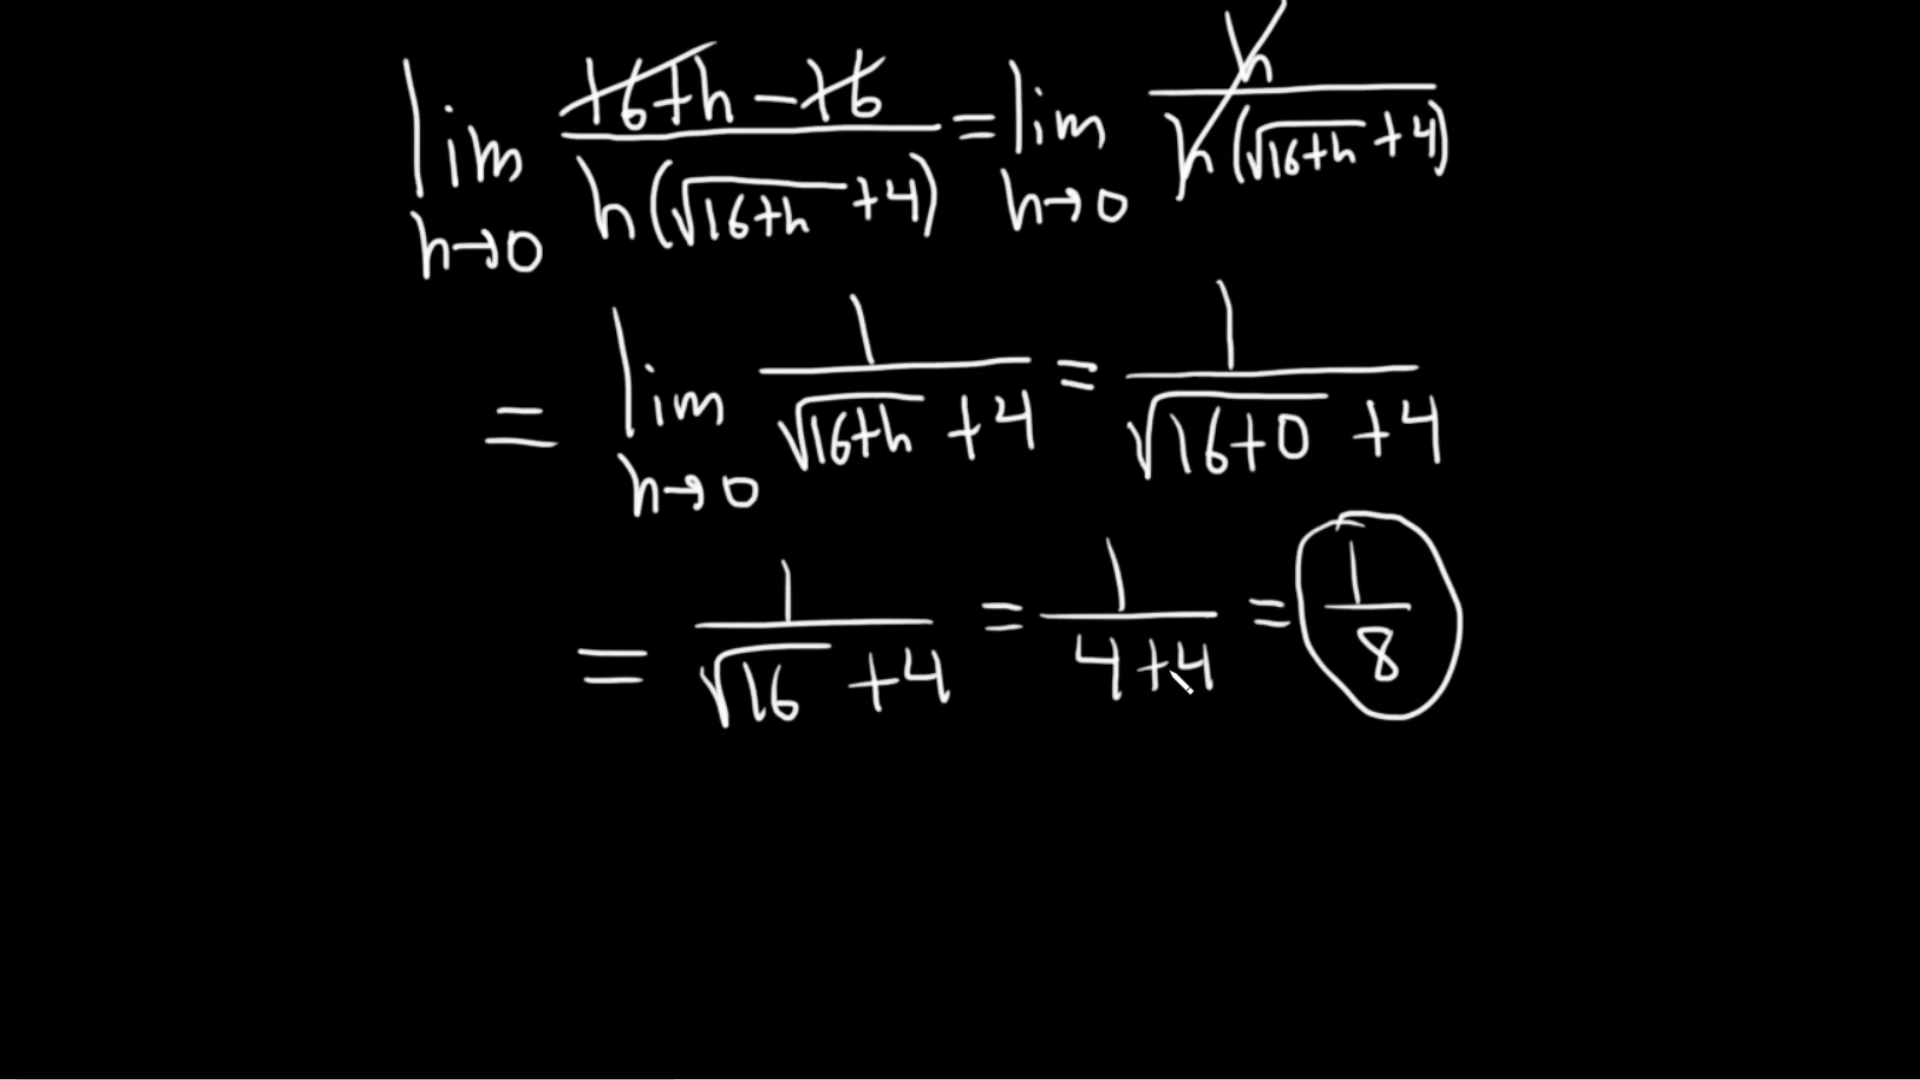 lim h→0 (16+h-16)/(h(√(16+h) +4)) = lim h→0 h/(h(√(16+h) +4))
= lim h→0 1/(√(16+h) +4) = 1/(√(16+0) +4)
= 1/(√16 +4) = 1/(4+4) = 1/8